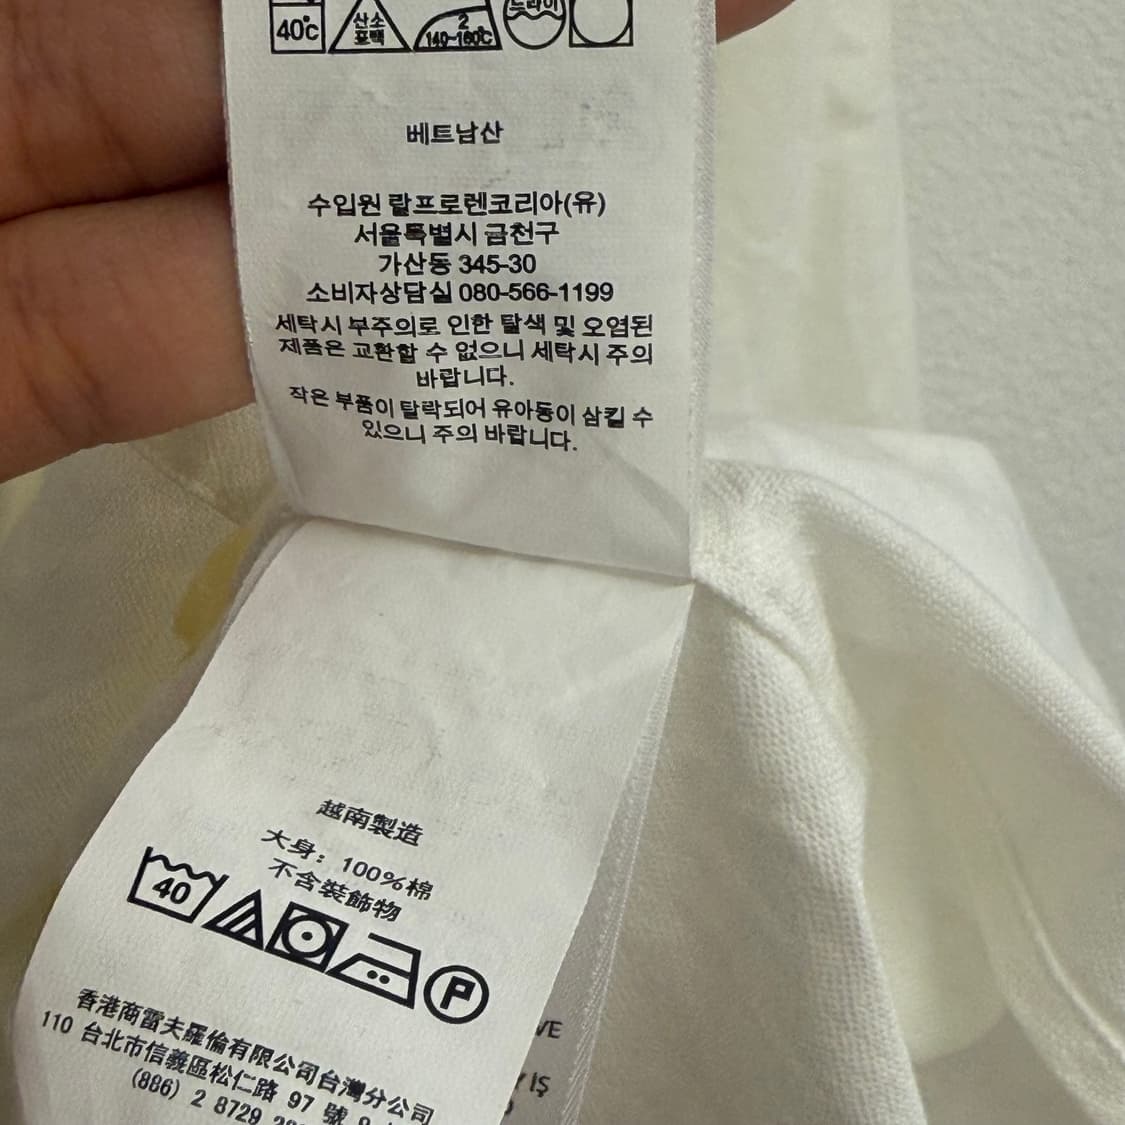 40℃
산소
표백
2
140~160℃
드라이
베트남산
수입원 랄프로렌코리아(유)
서울특별시 금천구
가산동 345-30
소비자상담실 080-566-1199
세탁시 부주의로 인한 탈색 및 오염된
제품은 교환할 수 없으니 세탁시 주의
바랍니다.
작은 부품이 탈락되어 유아동이 삼킬 수
있으니 주의 바랍니다.
越南製造
大身: 100%棉
不含裝飾物
40
P
香港商雷夫羅倫有限公司台灣分公司
110 台北市信義區松仁路 97 號
(886) 2 8729
VE
İŞ